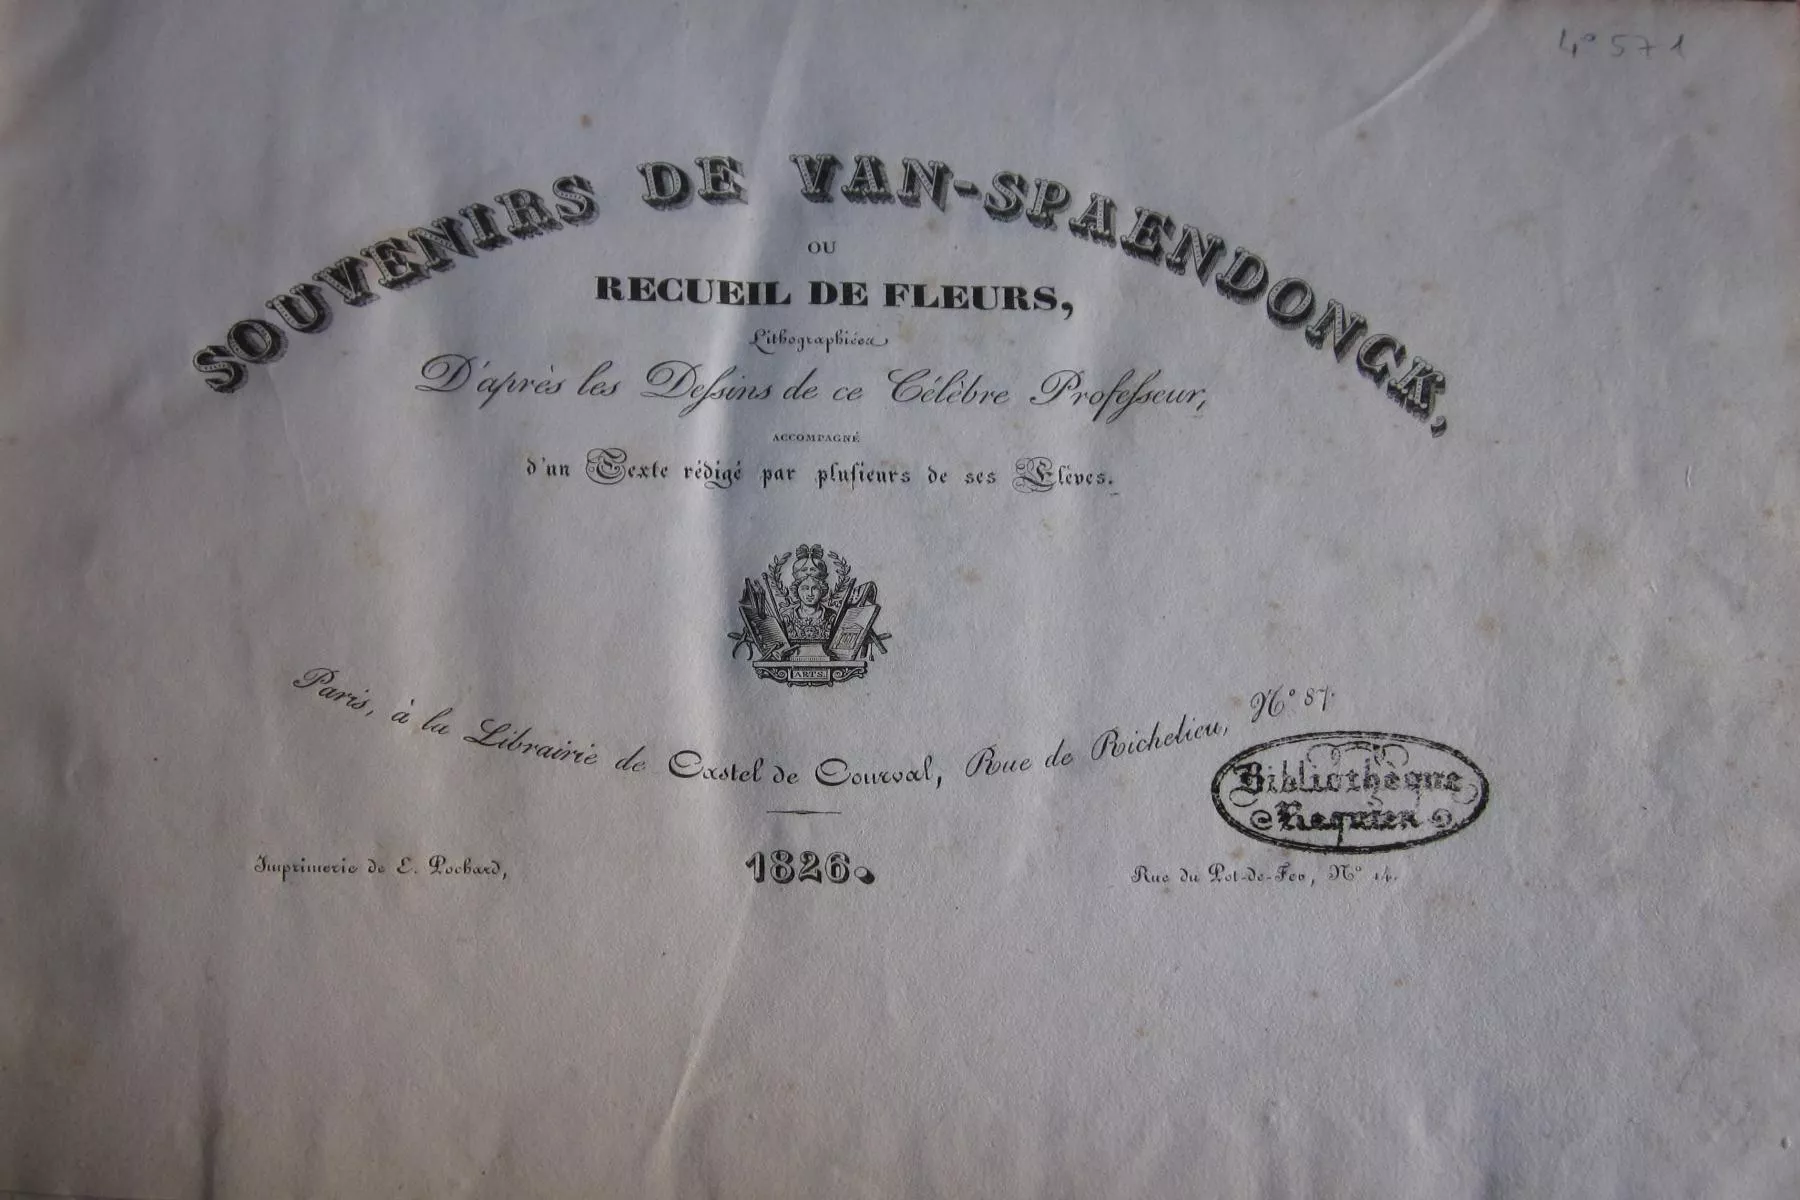 4° 571
SOUVENIRS DE VAN-SPAENDONCK,
OU
RECUEIL DE FLEURS,
Lithographiées
D'après les Deſsins de ce Célèbre Profeſseur,
ACCOMPAGNÉ
d'un Texte rédigé par pluſieurs de ses Elèves.
ARTS.
Paris, à la Librairie de Castel de Courval, Rue de Richelieu, N° 87.
Bibliothèque
Requien
Imprimerie de E. Pochard,
1826.
Rue du Pot-de-Fer, N° 14.